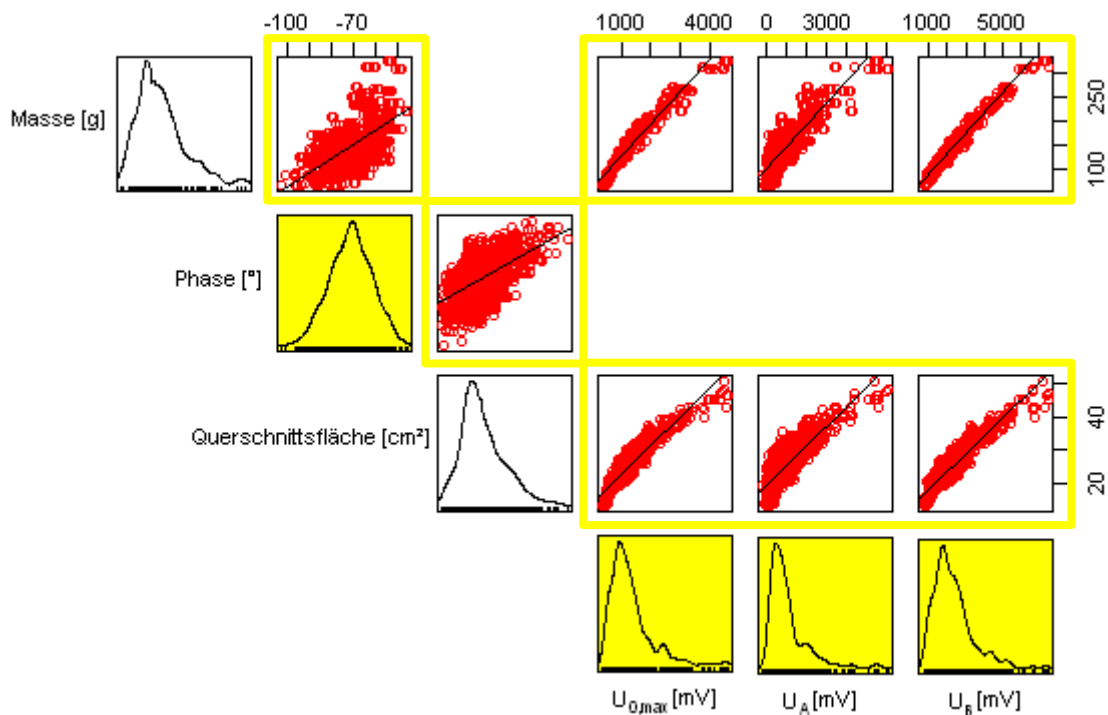 -100 -70 1000 4000 0 3000 1000 5000
Masse [g]
250
100
Phase [°]
Querschnittsfläche [cm²]
40
20
U0,max [mV] UA [mV] UB [mV]